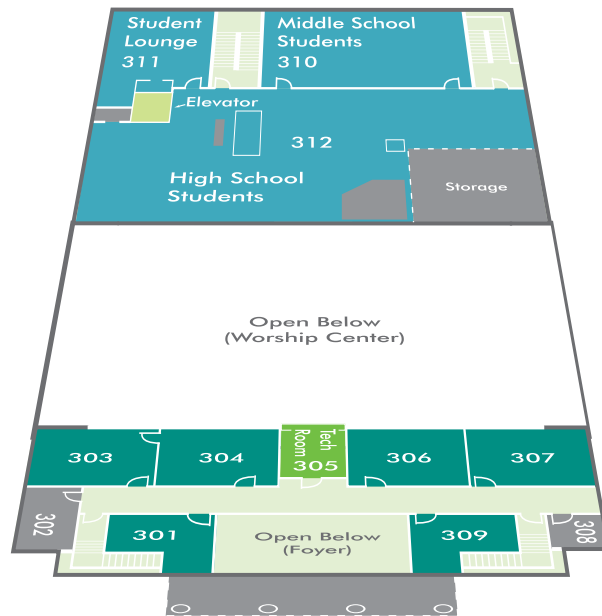 Student
Lounge
311
Middle School
Students
310
Elevator
312
High School
Students
Storage
Open Below
(Worship Center)
303
304
Tech
Room
305
306
307
302
301
Open Below
(Foyer)
309
308